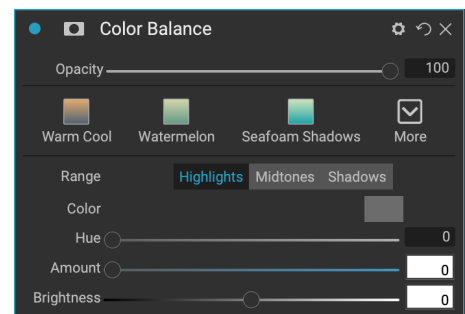 Color Balance
Opacity 100
Warm Cool Watermelon Seafoam Shadows More
Range Highlights Midtones Shadows
Color
Hue 0
Amount 0
Brightness 0